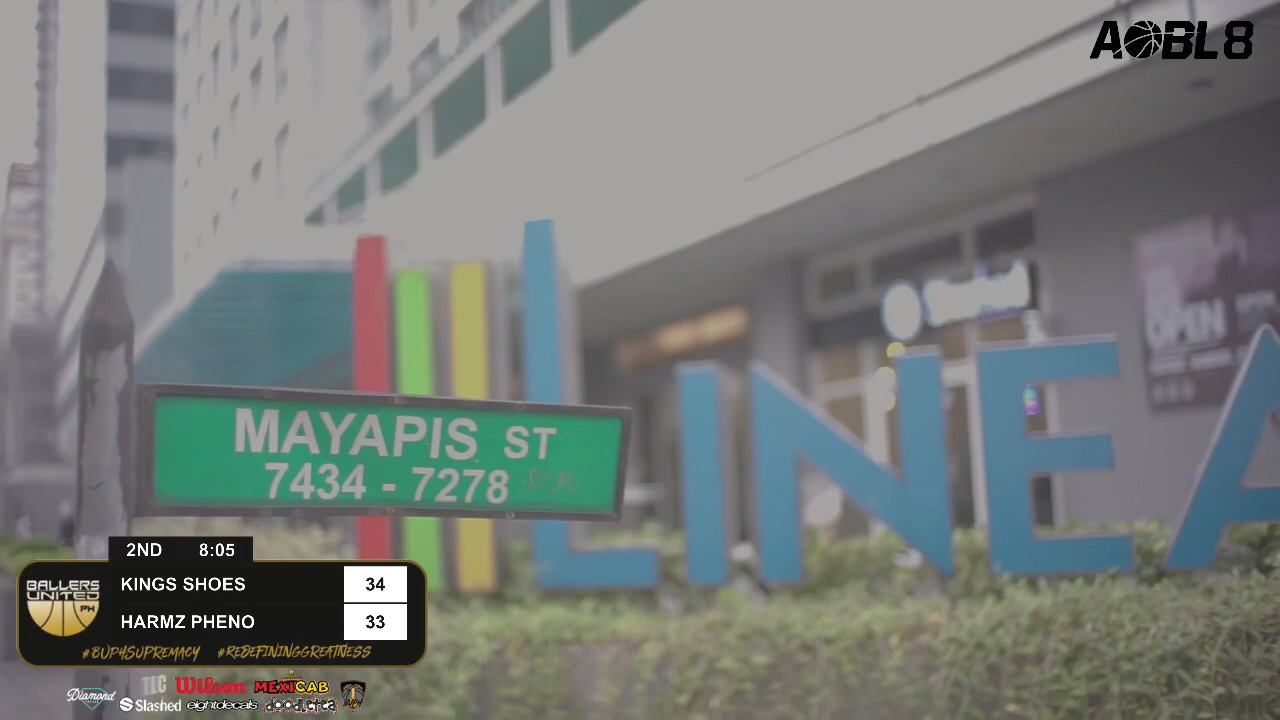 AOBL8
MAYAPIS ST
7434 - 7278
LINEA
OPEN
2ND 8:05
BALLERS
UNITED
PH
KINGS SHOES 34
HARMZ PHENO 33
#BUPHSUPREMACY #REDEFININGGREATNESS
TLC Wilson MEXICAB
Diamond Slashed eightdecals